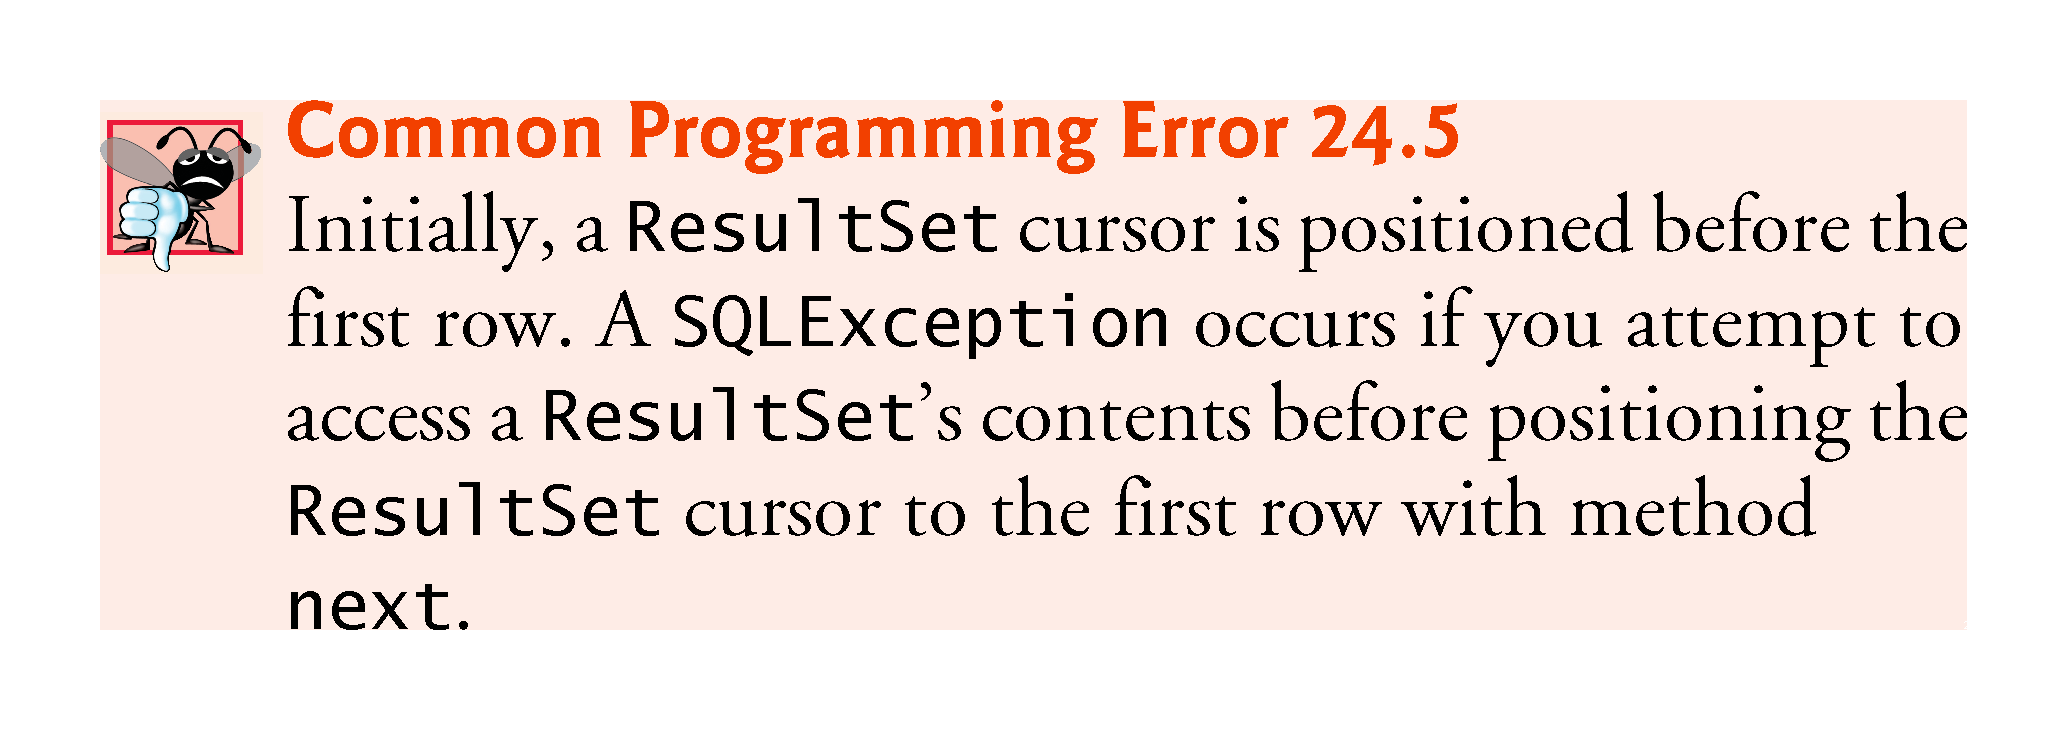 Common Programming Error 24.5
Initially, a ResultSet cursor is positioned before the
first row. A SQLException occurs if you attempt to
access a ResultSet’s contents before positioning the
ResultSet cursor to the first row with method
next.